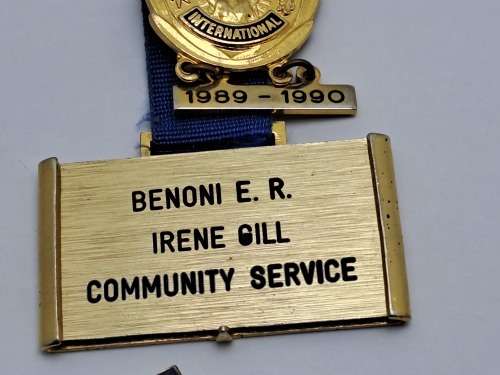 INTERNATIONAL
1989 - 1990
BENONI E. R.
IRENE GILL
COMMUNITY SERVICE